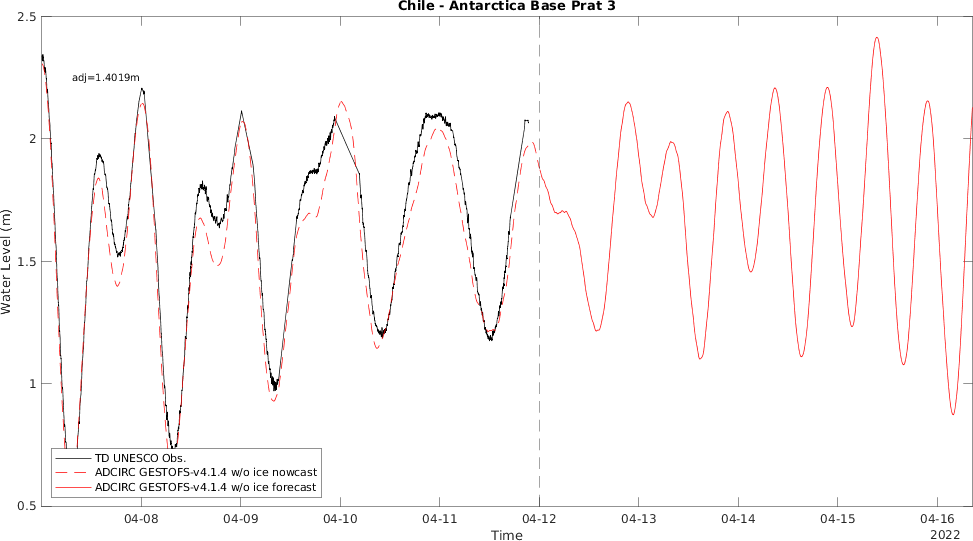 Chile - Antarctica Base Prat 3
adj=1.4019m
2.5
2
1.5
1
0.5
Water Level (m)
TD UNESCO Obs.
ADCIRC GESTOFS-v4.1.4 w/o ice nowcast
ADCIRC GESTOFS-v4.1.4 w/o ice forecast
04-08 04-09 04-10 04-11 04-12 04-13 04-14 04-15 04-16
Time
2022